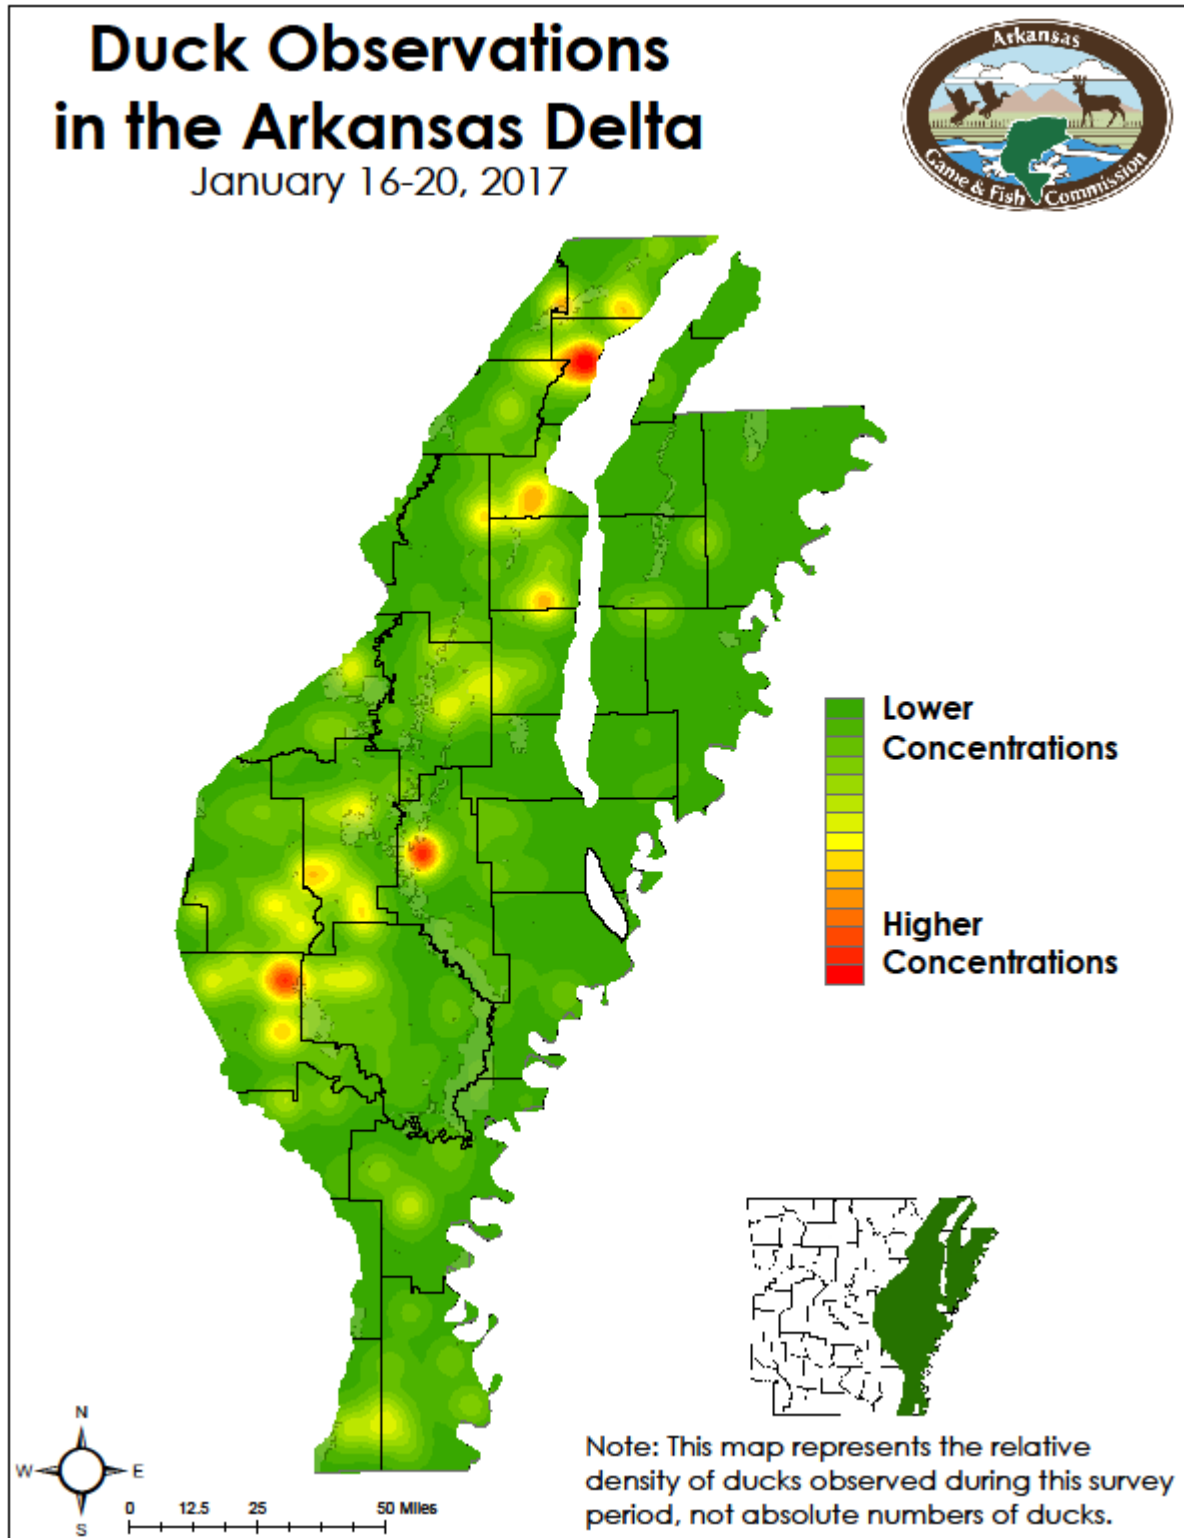 Duck Observations
in the Arkansas Delta
January 16-20, 2017
Arkansas
Game & Fish Commission
Lower
Concentrations
Higher
Concentrations
N
W E
S
0 12.5 25 50 Miles
Note: This map represents the relative
density of ducks observed during this survey
period, not absolute numbers of ducks.